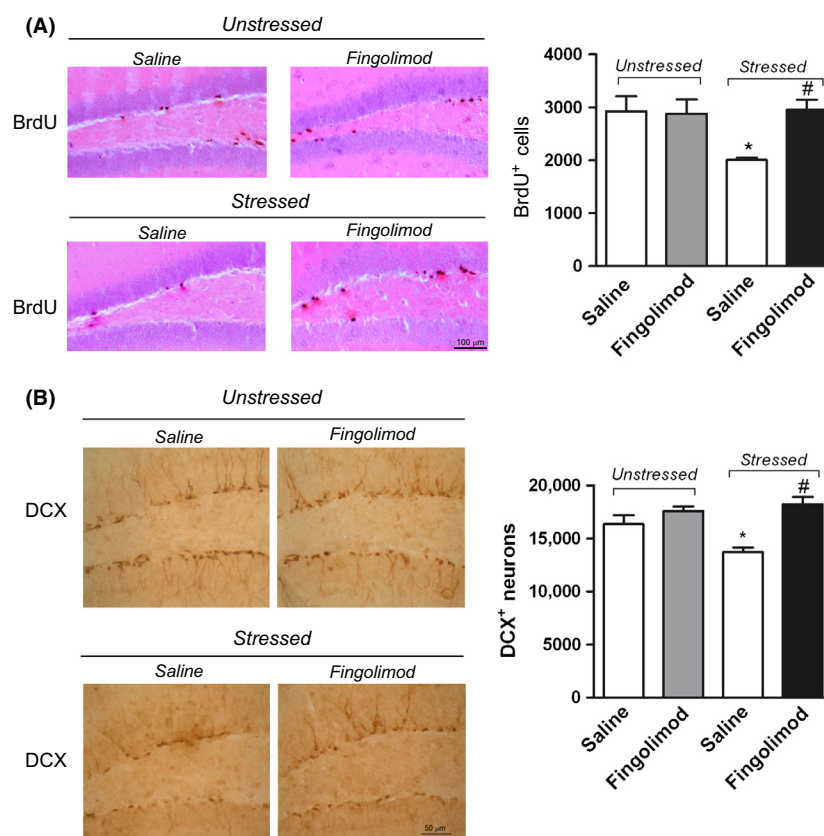 (A)
Unstressed
Saline
Fingolimod
BrdU
Stressed
Saline
Fingolimod
BrdU
100 μm
4000
3000
2000
1000
0
BrdU⁺ cells
Unstressed
Stressed
*
#
Saline
Fingolimod
Saline
Fingolimod
(B)
Unstressed
Saline
Fingolimod
DCX
Stressed
Saline
Fingolimod
DCX
50 μm
20,000
15,000
10,000
5000
0
DCX⁺ neurons
Unstressed
Stressed
*
#
Saline
Fingolimod
Saline
Fingolimod